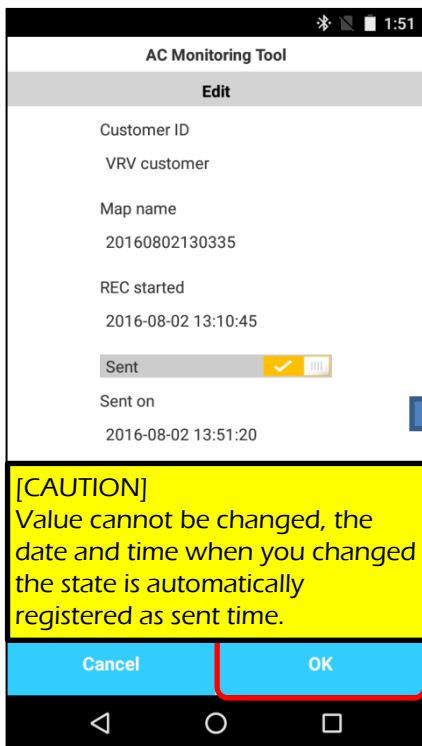 1:51
AC Monitoring Tool
Edit
Customer ID
VRV customer
Map name
20160802130335
REC started
2016-08-02 13:10:45
Sent
Sent on
2016-08-02 13:51:20
[CAUTION]
Value cannot be changed, the
date and time when you changed
the state is automatically
registered as sent time.
Cancel OK